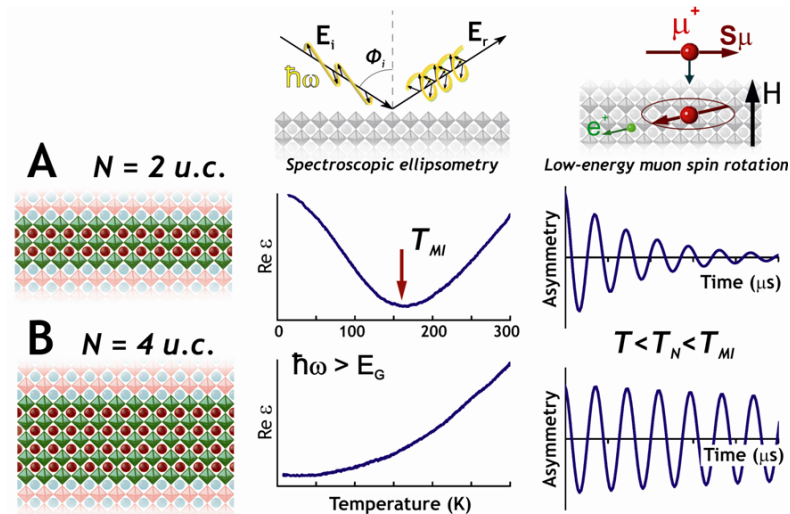 E_i
Φ_i
E_r
ħω
Spectroscopic ellipsometry
μ⁺
Sμ
H
e⁺
Low-energy muon spin rotation
A
N = 2 u.c.
Re ε
T_MI
0 100 200 300
Asymmetry
Time (μs)
B
N = 4 u.c.
ħω > E_G
Re ε
Temperature (K)
T < T_N < T_MI
Asymmetry
Time (μs)